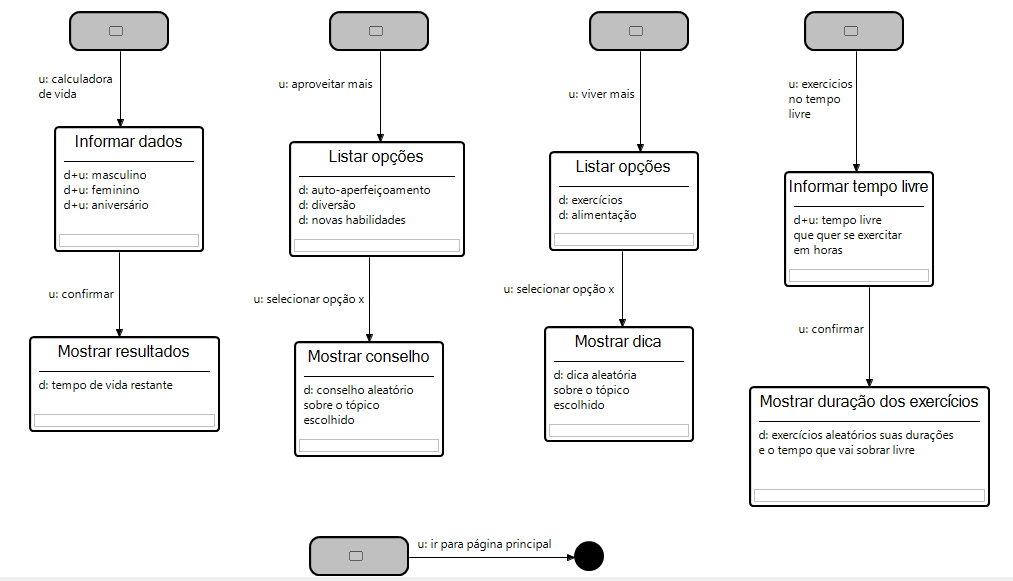 u: calculadora
de vida
Informar dados
d+u: masculino
d+u: feminino
d+u: aniversário
u: confirmar
Mostrar resultados
d: tempo de vida restante
u: aproveitar mais
Listar opções
d: auto-aperfeiçoamento
d: diversão
d: novas habilidades
u: selecionar opção x
Mostrar conselho
d: conselho aleatório
sobre o tópico
escolhido
u: viver mais
Listar opções
d: exercícios
d: alimentação
u: selecionar opção x
Mostrar dica
d: dica aleatória
sobre o tópico
escolhido
u: exercicios
no tempo
livre
Informar tempo livre
d+u: tempo livre
que quer se exercitar
em horas
u: confirmar
Mostrar duração dos exercícios
d: exercícios aleatórios suas durações
e o tempo que vai sobrar livre
u: ir para página principal